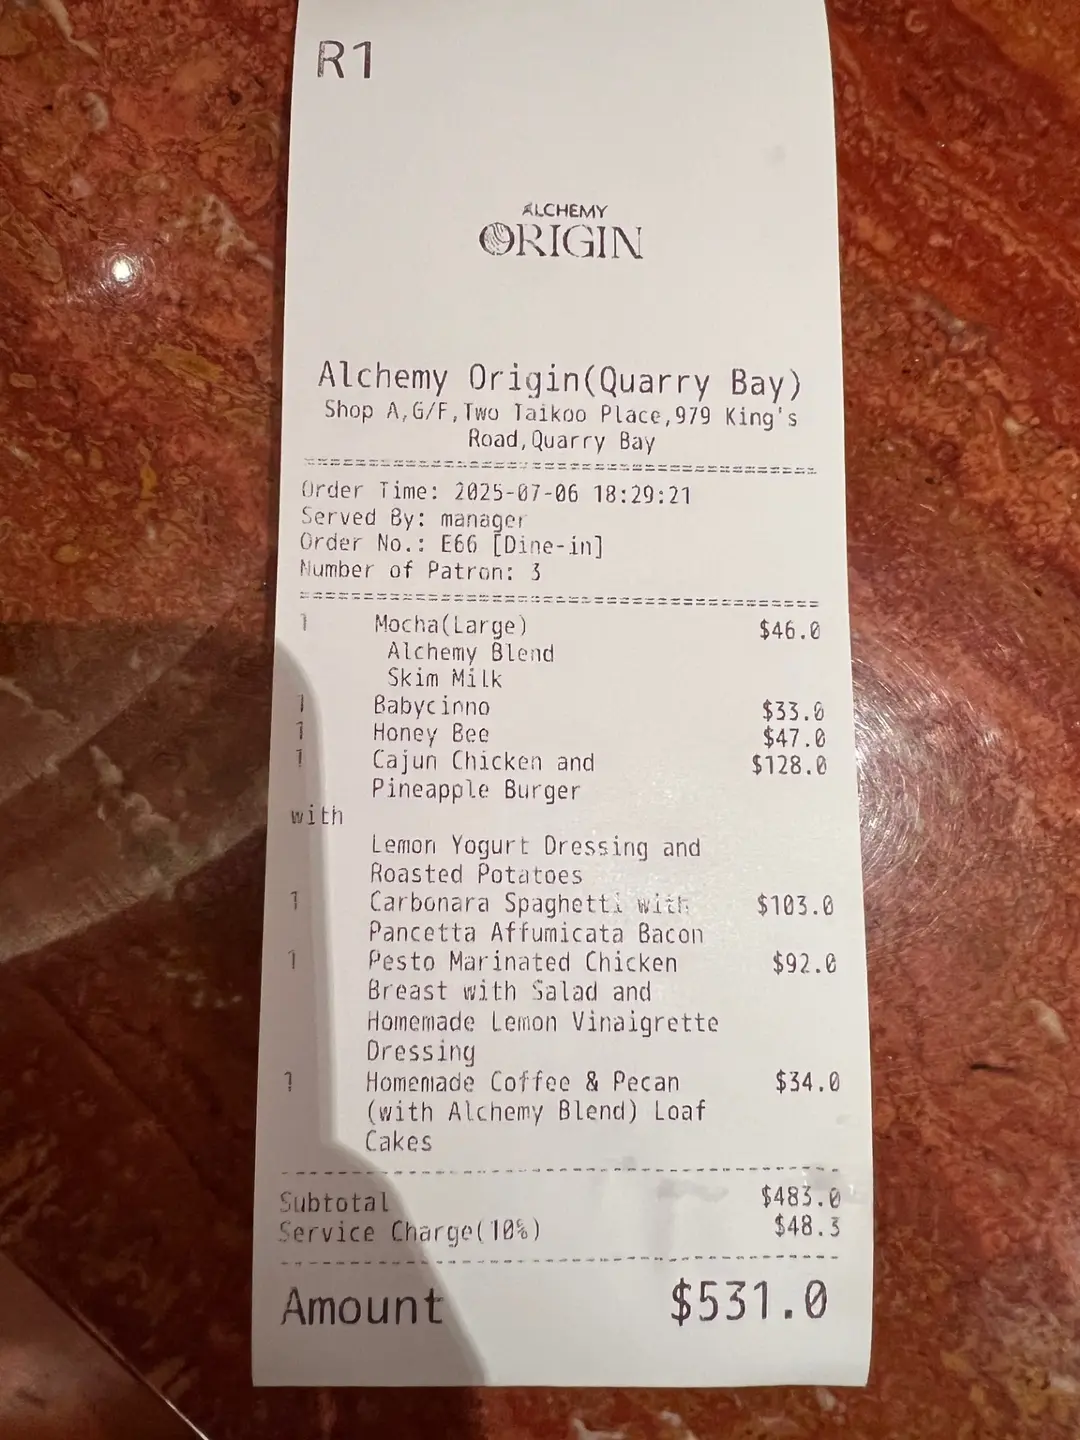 R1
ALCHEMY
ORIGIN
Alchemy Origin(Quarry Bay)
Shop A,G/F,Two Taikoo Place,979 King's
Road,Quarry Bay
Order Time: 2025-07-06 18:29:21
Served By: manager
Order No.: E66 [Dine-in]
Number of Patron: 3
1 Mocha(Large) $46.0
Alchemy Blend
Skim Milk
1 Babycinno $33.0
1 Honey Bee $47.0
1 Cajun Chicken and $128.0
Pineapple Burger
with
Lemon Yogurt Dressing and
Roasted Potatoes
1 Carbonara Spaghetti with $103.0
Pancetta Affumicata Bacon
1 Pesto Marinated Chicken $92.0
Breast with Salad and
Homemade Lemon Vinaigrette
Dressing
1 Homemade Coffee & Pecan $34.0
(with Alchemy Blend) Loaf
Cakes
Subtotal $483.0
Service Charge(10%) $48.3
Amount $531.0